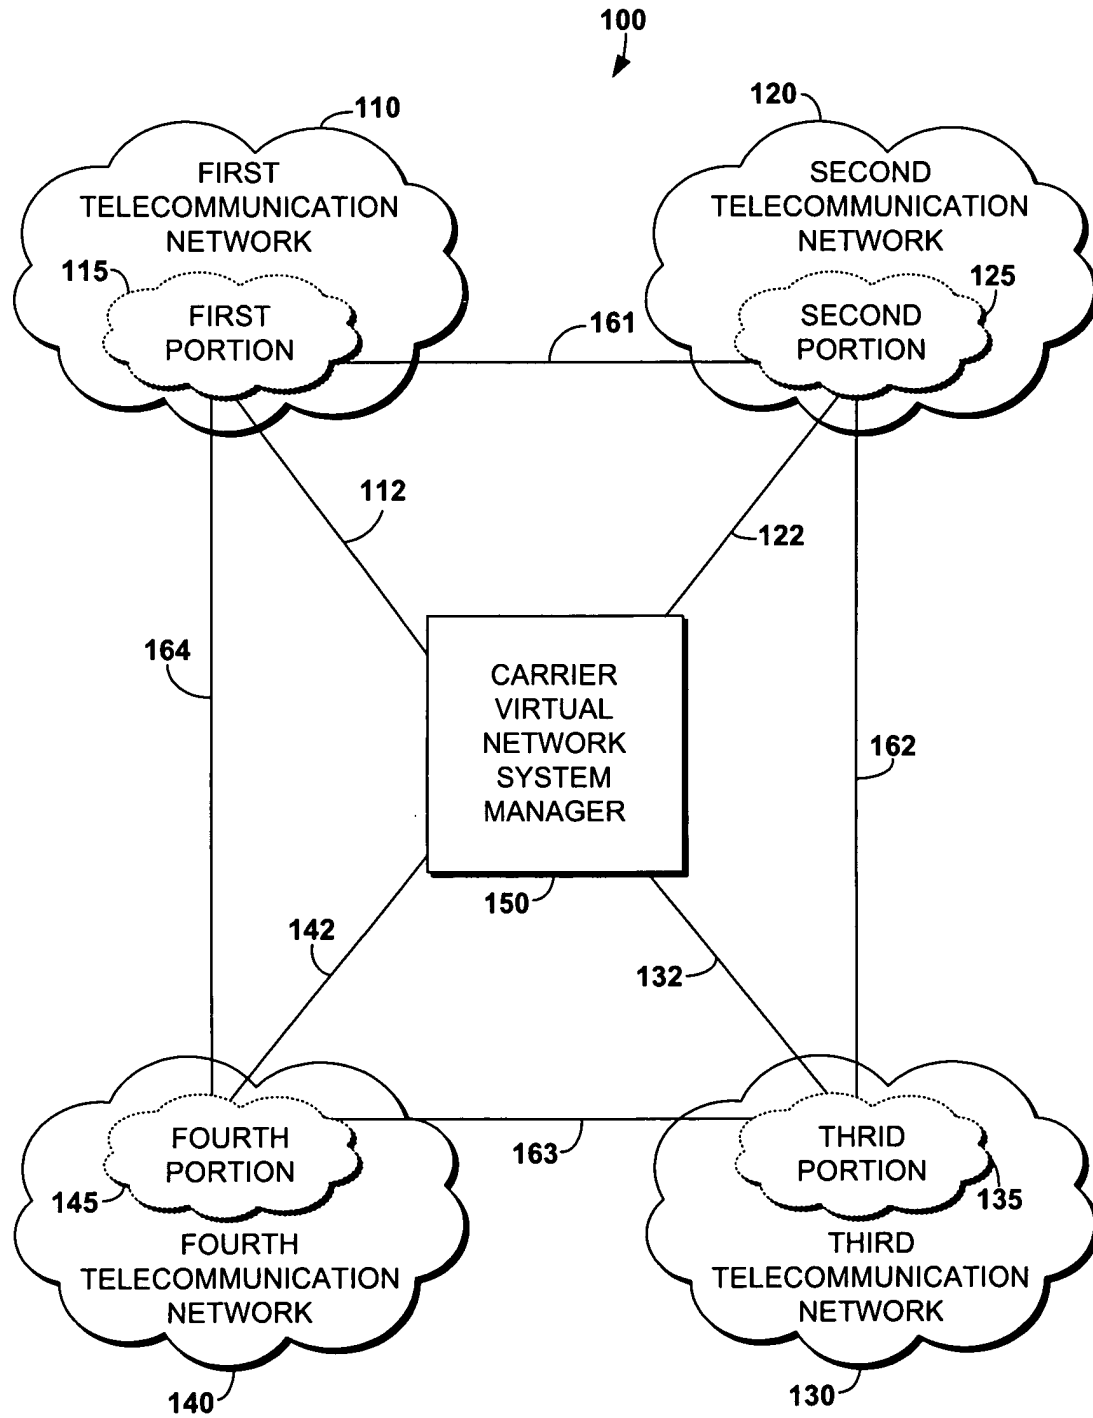 100
110
120
FIRST
TELECOMMUNICATION
NETWORK
SECOND
TELECOMMUNICATION
NETWORK
115
125
FIRST
PORTION
SECOND
PORTION
161
112
122
164
162
CARRIER
VIRTUAL
NETWORK
SYSTEM
MANAGER
150
142
132
FOURTH
PORTION
THRID
PORTION
163
145
135
FOURTH
TELECOMMUNICATION
NETWORK
THIRD
TELECOMMUNICATION
NETWORK
140
130